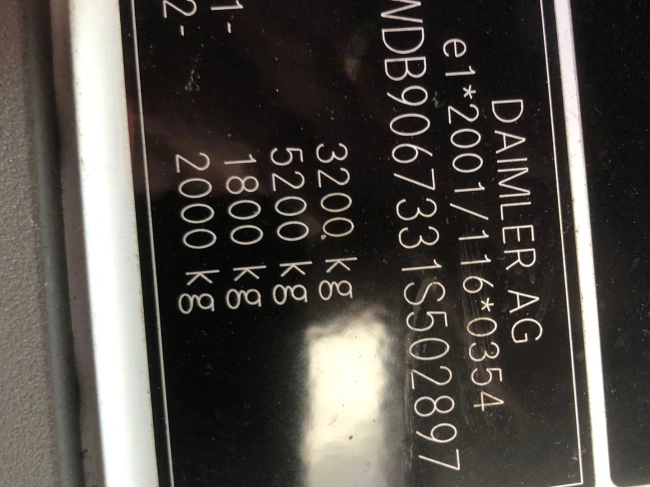 DAIMLER AG
e1*2001/116*0354
WDB9067331S502897
3200 kg
5200 kg
1- 1800 kg
2- 2000 kg